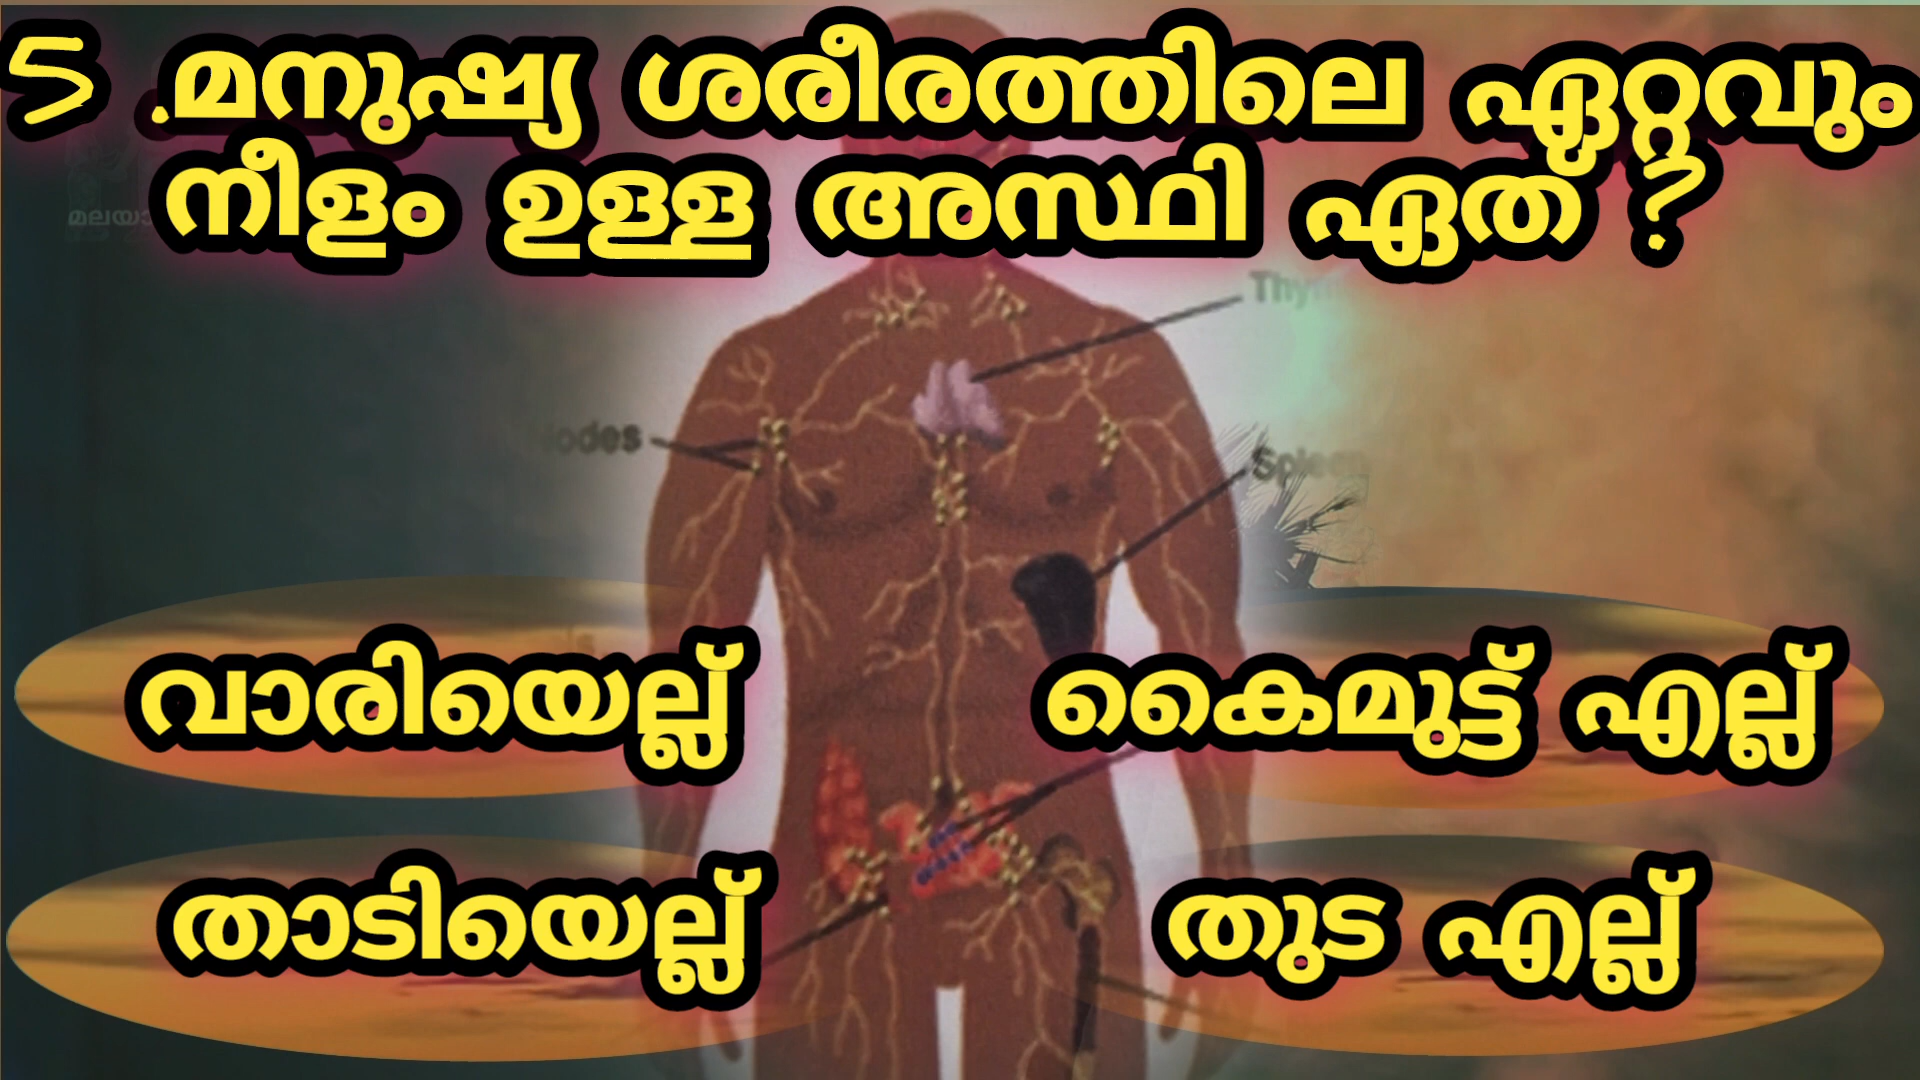 5 .മനുഷ്യ ശരീരത്തിലെ ഏറ്റവും
നീളം ഉള്ള അസ്ഥി ഏത് ?
വാരിയെല്ല്
കൈമുട്ട് എല്ല്
താടിയെല്ല്
തുട എല്ല്